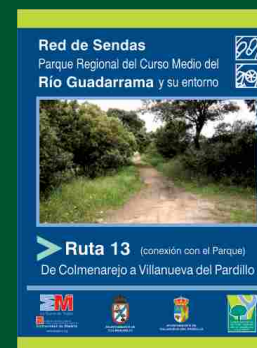 Red de Sendas
Parque Regional del Curso Medio del
Río Guadarrama y su entorno
Ruta 13 (conexión con el Parque)
De Colmenarejo a Villanueva del Pardillo